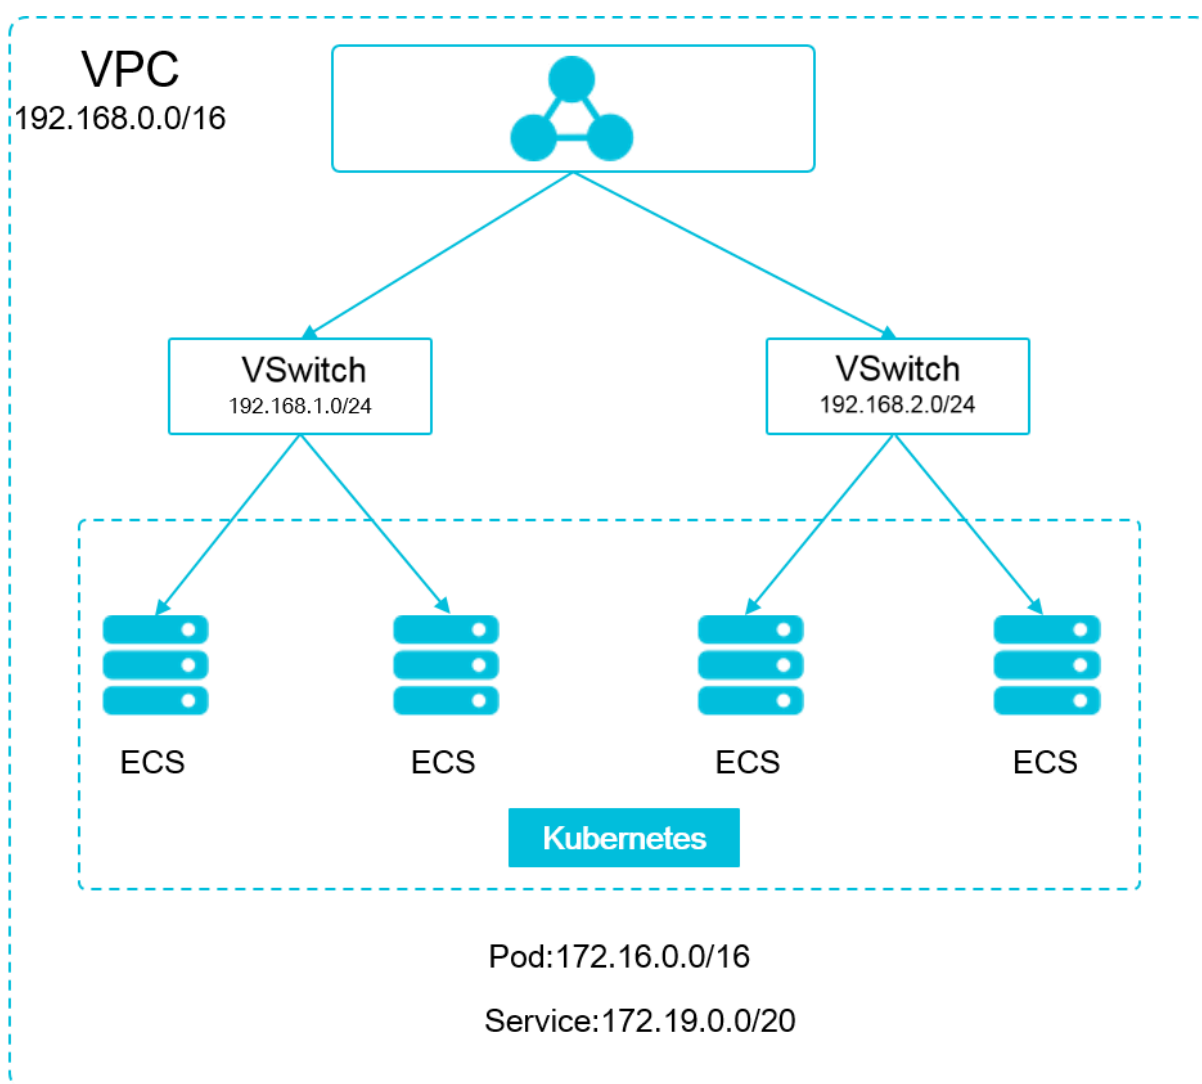 VPC
192.168.0.0/16
VSwitch
192.168.1.0/24
VSwitch
192.168.2.0/24
ECS
ECS
ECS
ECS
Kubernetes
Pod:172.16.0.0/16
Service:172.19.0.0/20